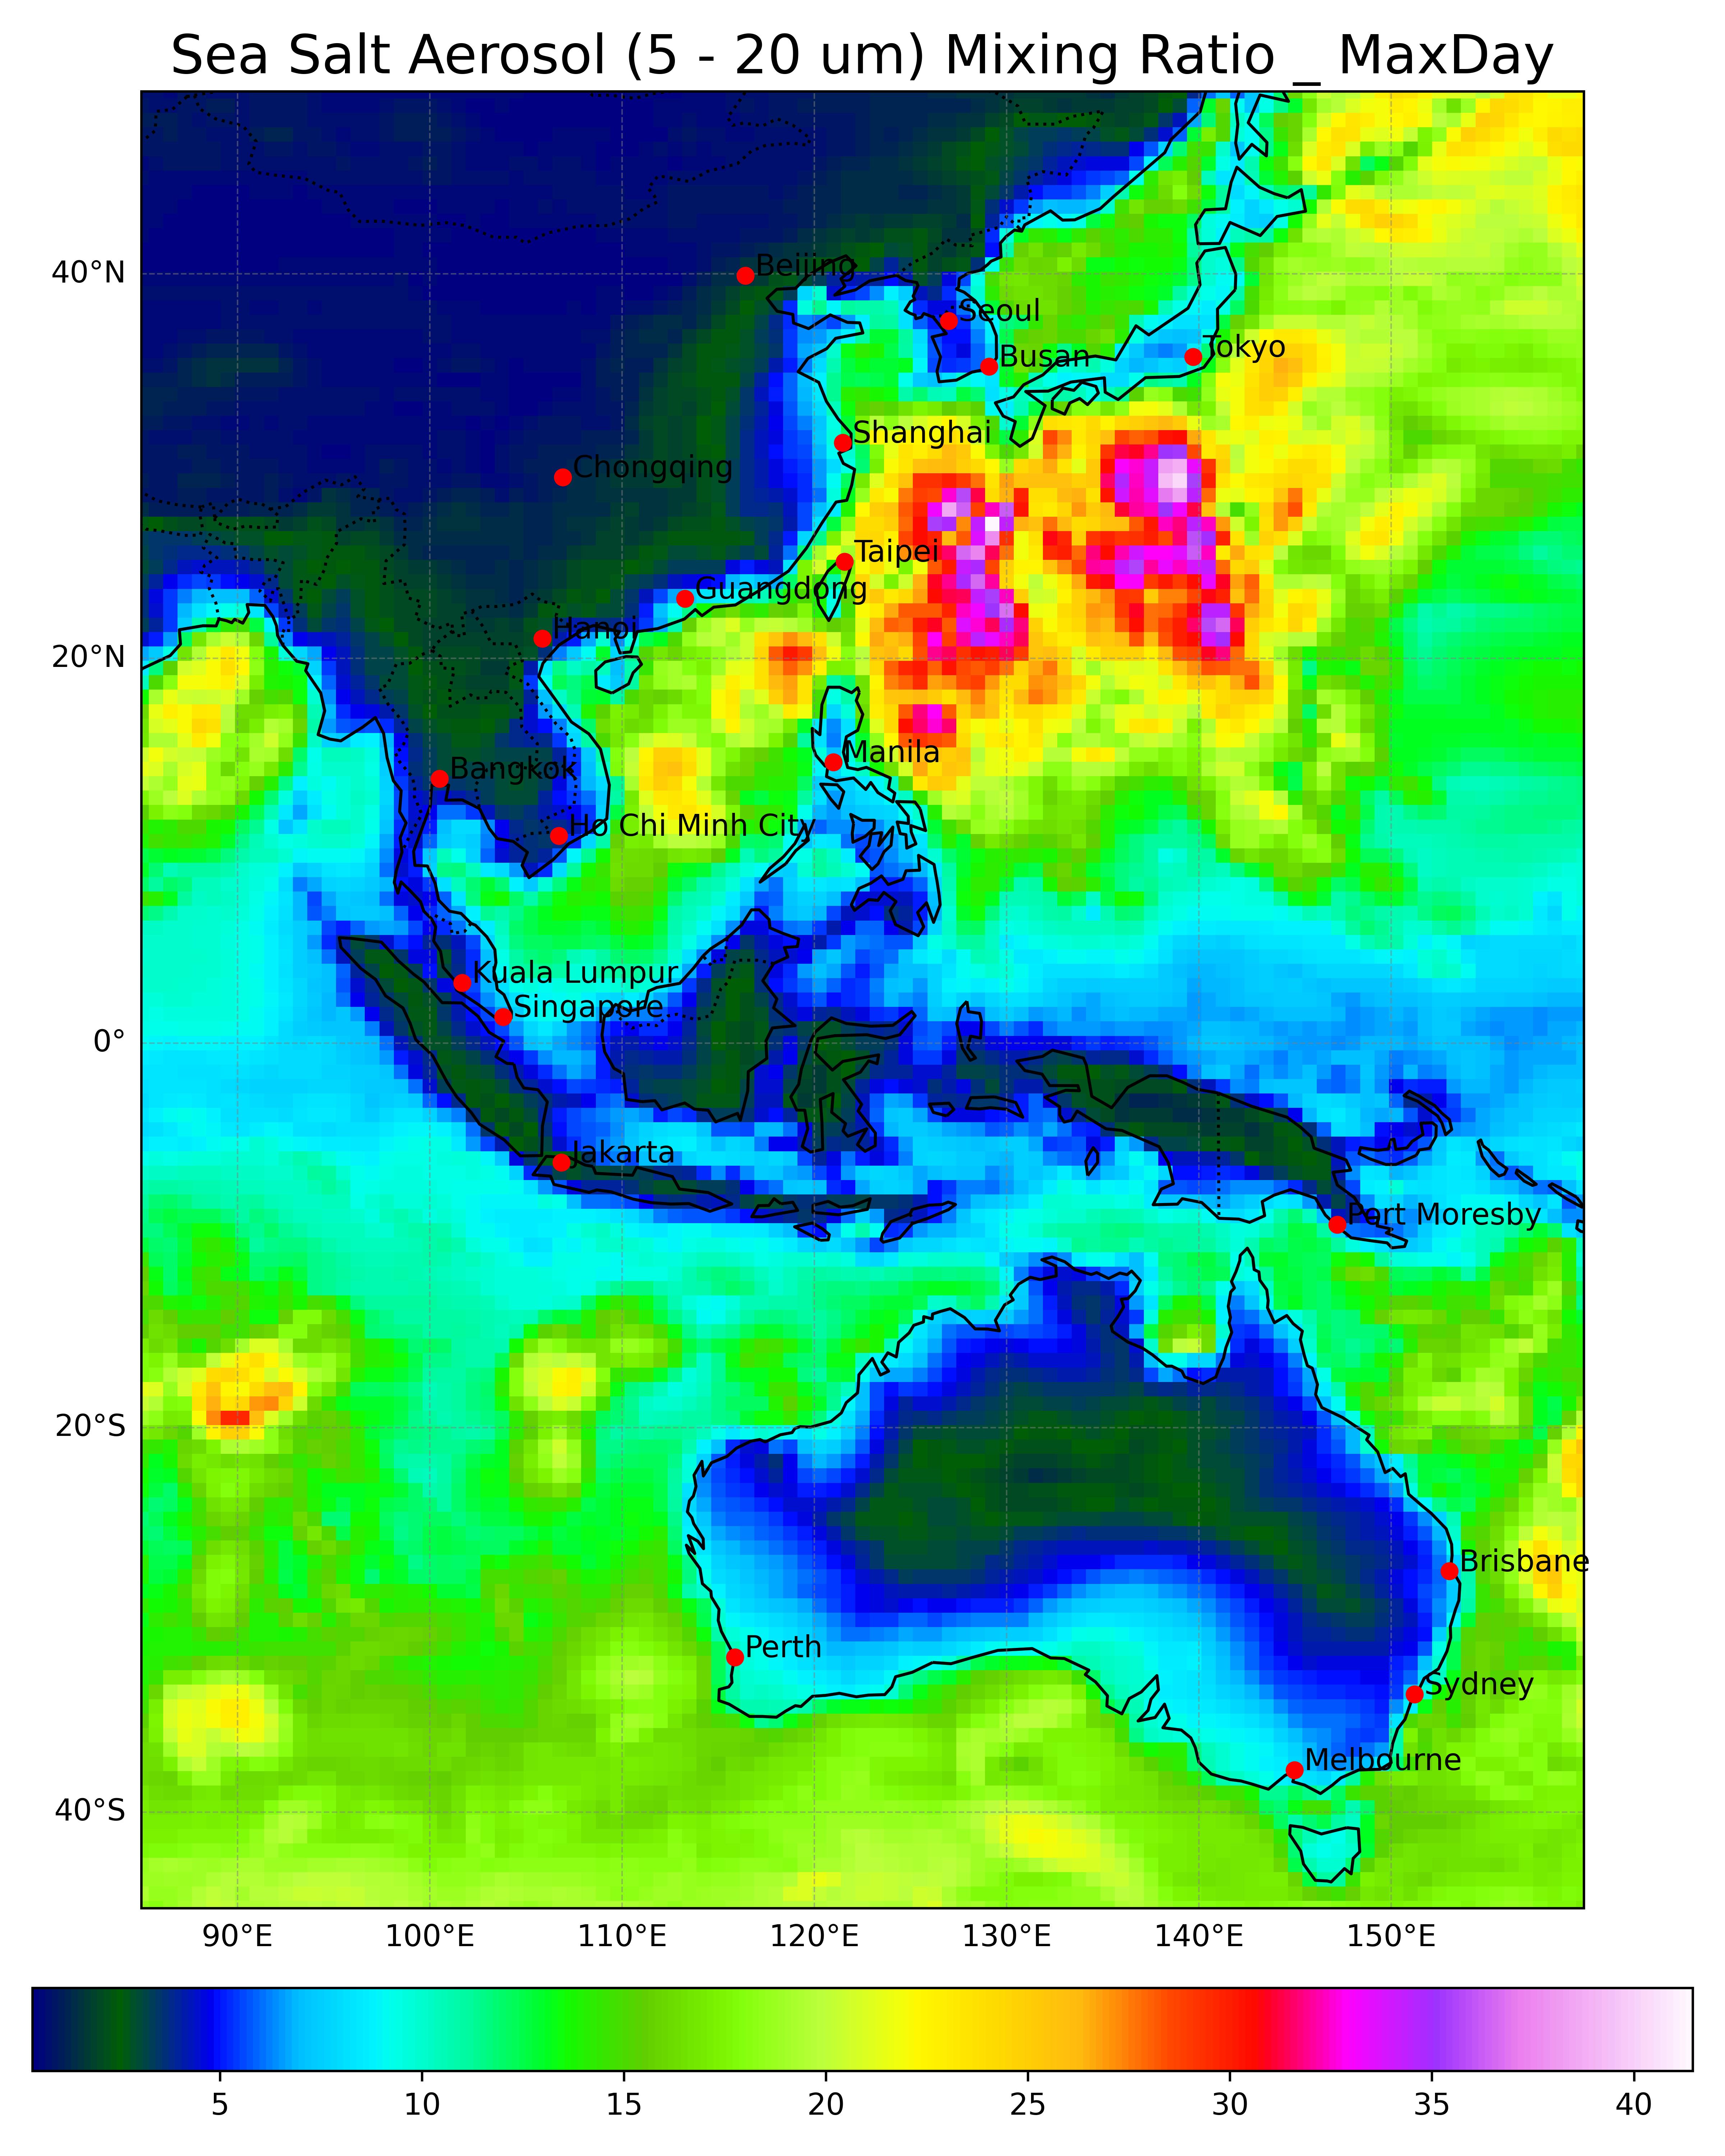 Sea Salt Aerosol (5 - 20 um) Mixing Ratio _ MaxDay
40°N
20°N
0°
20°S
40°S
Beijing
Seoul
Busan
Tokyo
Shanghai
Chongqing
Taipei
Guangdong
Hanoi
Manila
Bangkok
Ho Chi Minh City
Kuala Lumpur
Singapore
Jakarta
Port Moresby
Brisbane
Perth
Sydney
Melbourne
90°E 100°E 110°E 120°E 130°E 140°E 150°E
5 10 15 20 25 30 35 40